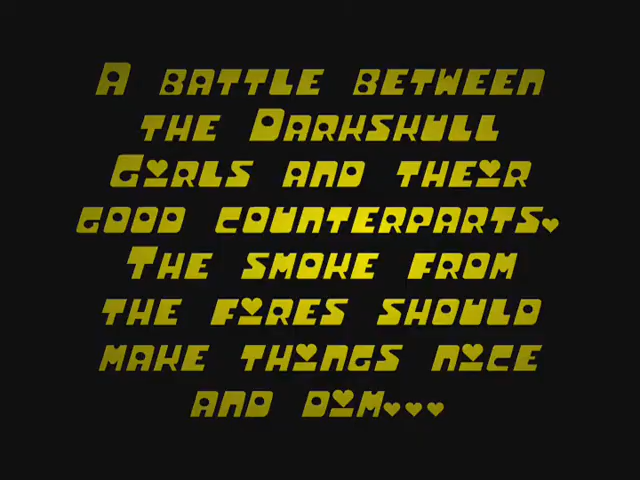 A battle between
the Darkskull
Girls and their
good counterparts.
The smoke from
the fires should
make things nice
and dim...